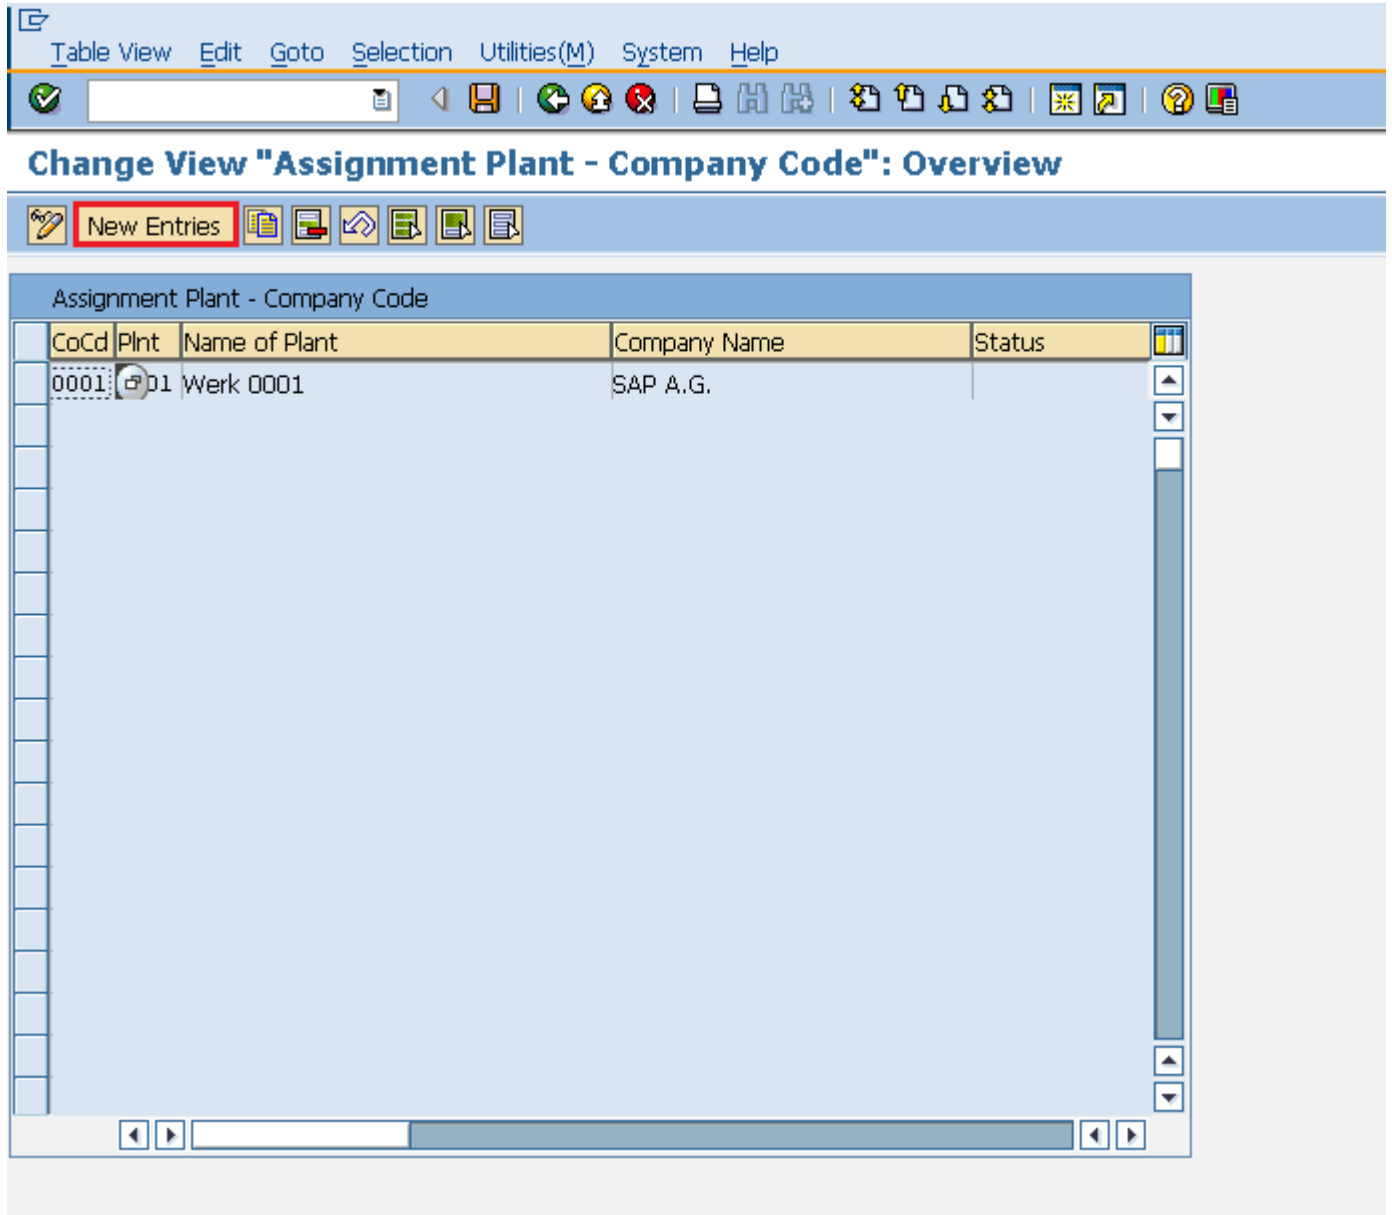 Table View Edit Goto Selection Utilities(M) System Help
Change View "Assignment Plant - Company Code": Overview
New Entries
Assignment Plant - Company Code
CoCd Plnt Name of Plant Company Name Status
0001 01 Werk 0001 SAP A.G.